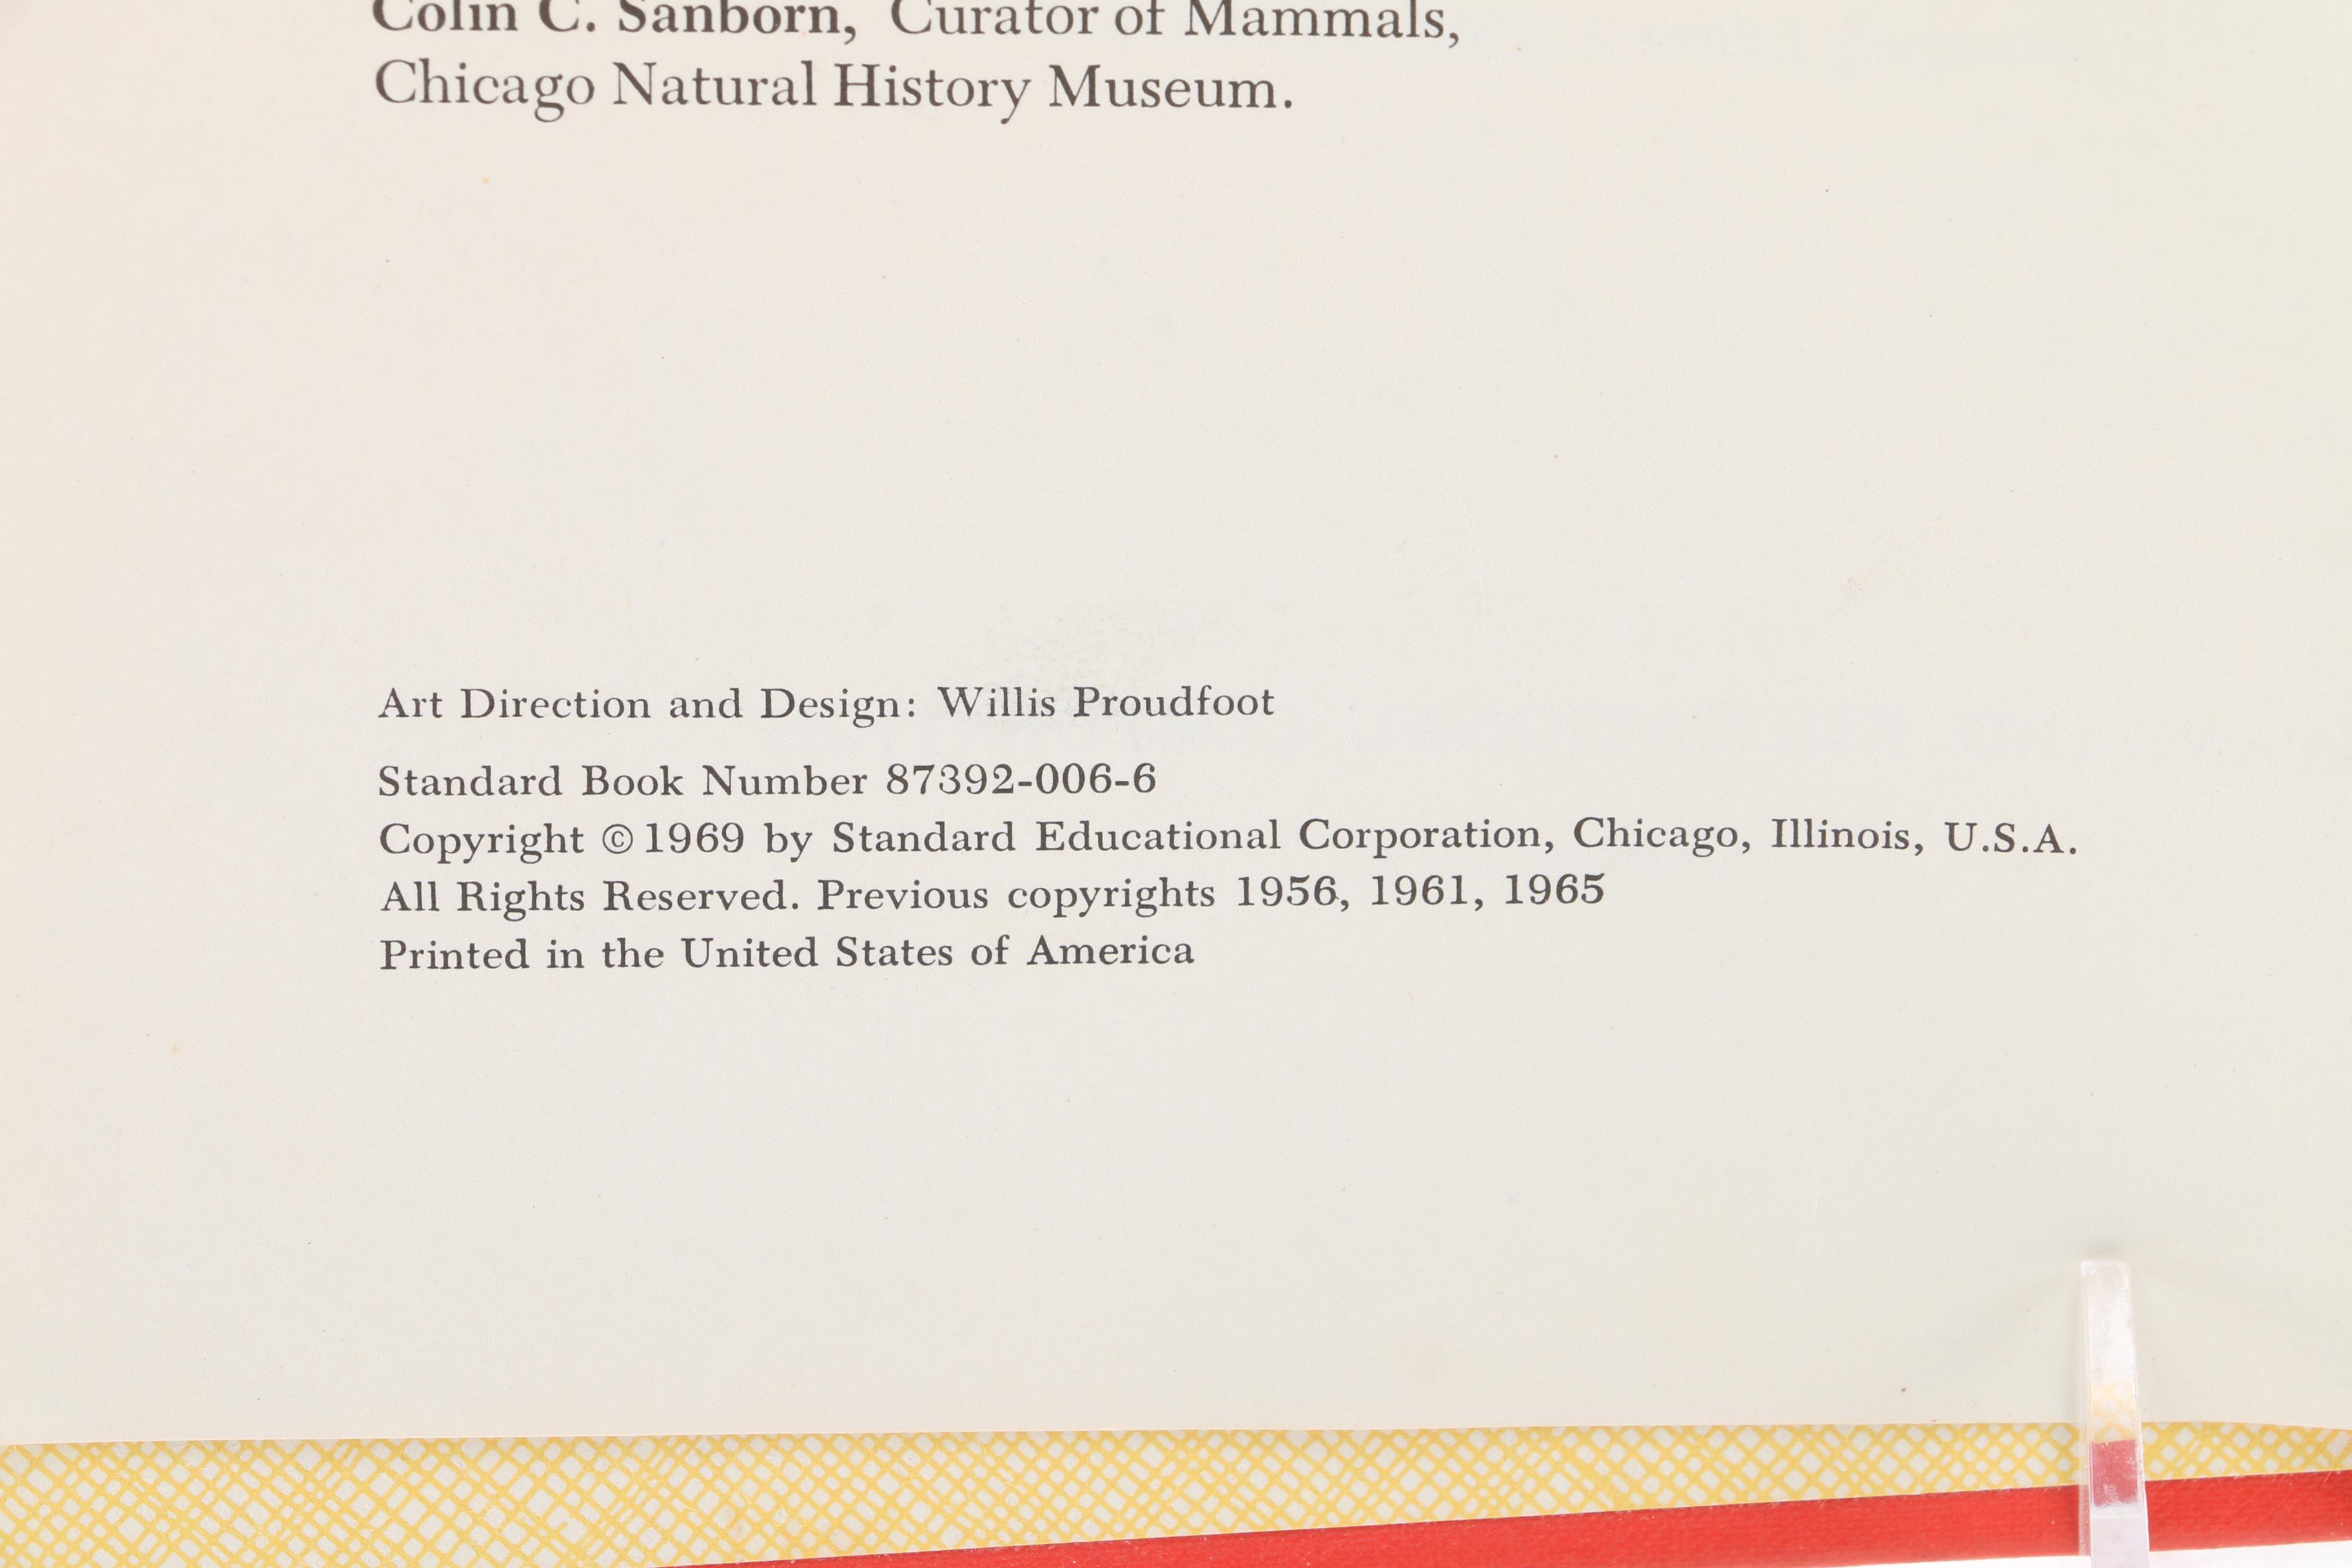 Colin C. Sanborn, Curator of Mammals,
Chicago Natural History Museum.
Art Direction and Design: Willis Proudfoot
Standard Book Number 87392-006-6
Copyright © 1969 by Standard Educational Corporation, Chicago, Illinois, U.S.A.
All Rights Reserved. Previous copyrights 1956, 1961, 1965
Printed in the United States of America